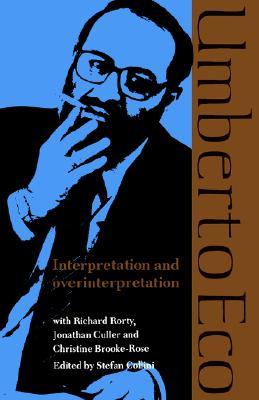 Umberto Eco
Interpretation and
overinterpretation
with Richard Rorty,
Jonathan Culler and
Christine Brooke-Rose
Edited by Stefan Collini